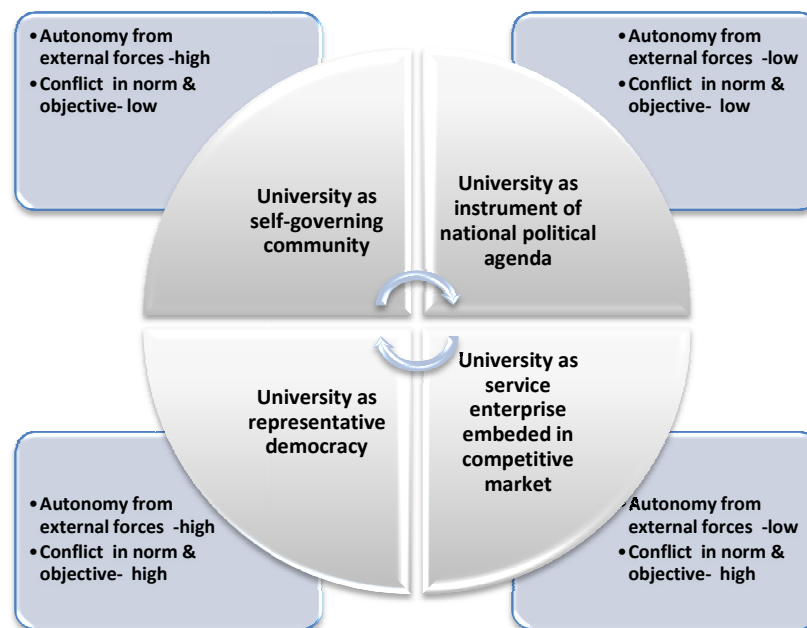 •Autonomy from
external forces -high
•Conflict in norm &
objective- low
•Autonomy from
external forces -low
•Conflict in norm &
objective- low
University as
self-governing
community
University as
instrument of
national political
agenda
University as
representative
democracy
University as
service
enterprise
embeded in
competitive
market
•Autonomy from
external forces -high
•Conflict in norm &
objective- high
•Autonomy from
external forces -low
•Conflict in norm &
objective- high